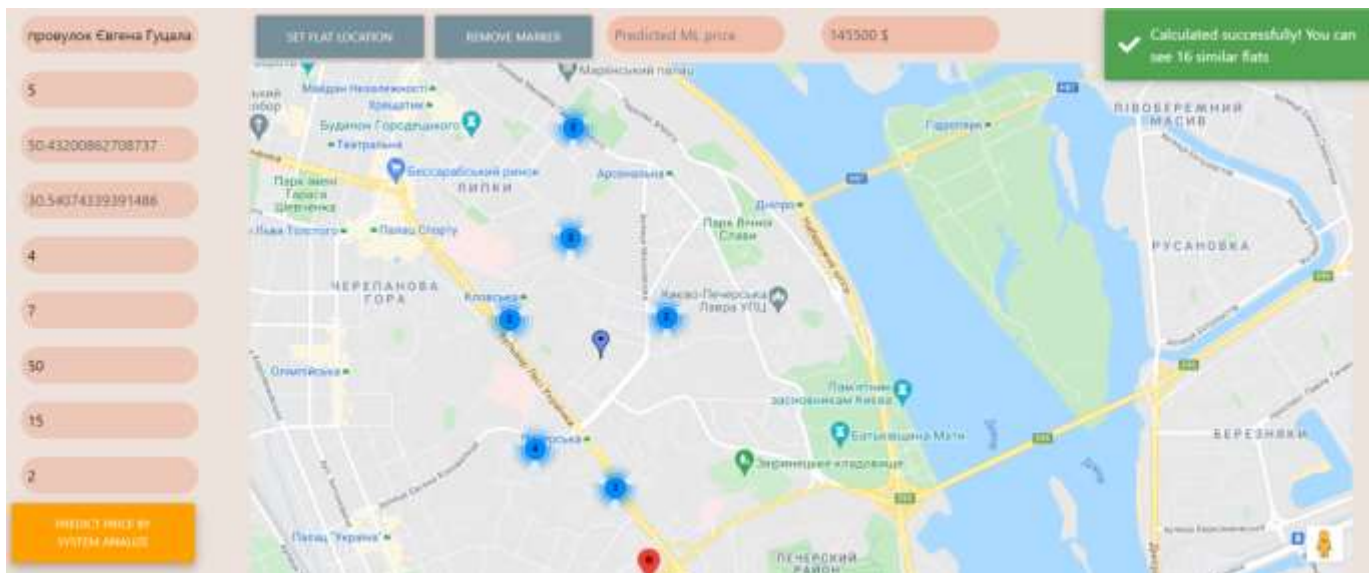 провулок Євгена Гуцала
5
50.43200862708737
30.54074339391486
4
7
50
15
2
PREDICT PRICE BY
SYSTEM ANALIZE
SET FLAT LOCATION
REMOVE MARKER
Predicted ML price
145500 $
Calculated successfully! You can
see 16 similar flats
Маріїнський палац
Майдан Незалежності
Хрещатик
Будинок Городецького
Театральна
Бессарабський ринок
ЛИПКИ
Арсенальна
Парк імені
Тараса
Шевченка
Льва Толстого
Палац Спорту
Дніпро
Парк Вічної
Слави
Гідропарк
ЛІВОБЕРЕЖНИЙ
МАСИВ
РУСАНОВКА
ЧЕРЕПАНОВА
ГОРА
Кловська
Києво-Печерська
Лавра УПЦ
Олімпійська
Пам'ятник
засновникам Києва
Батьківщина Мати
Звіринецьке кладовище
БЕРЕЗНЯКИ
Палац "Україна"
ПЕЧЕРСКИЙ
РАЙОН